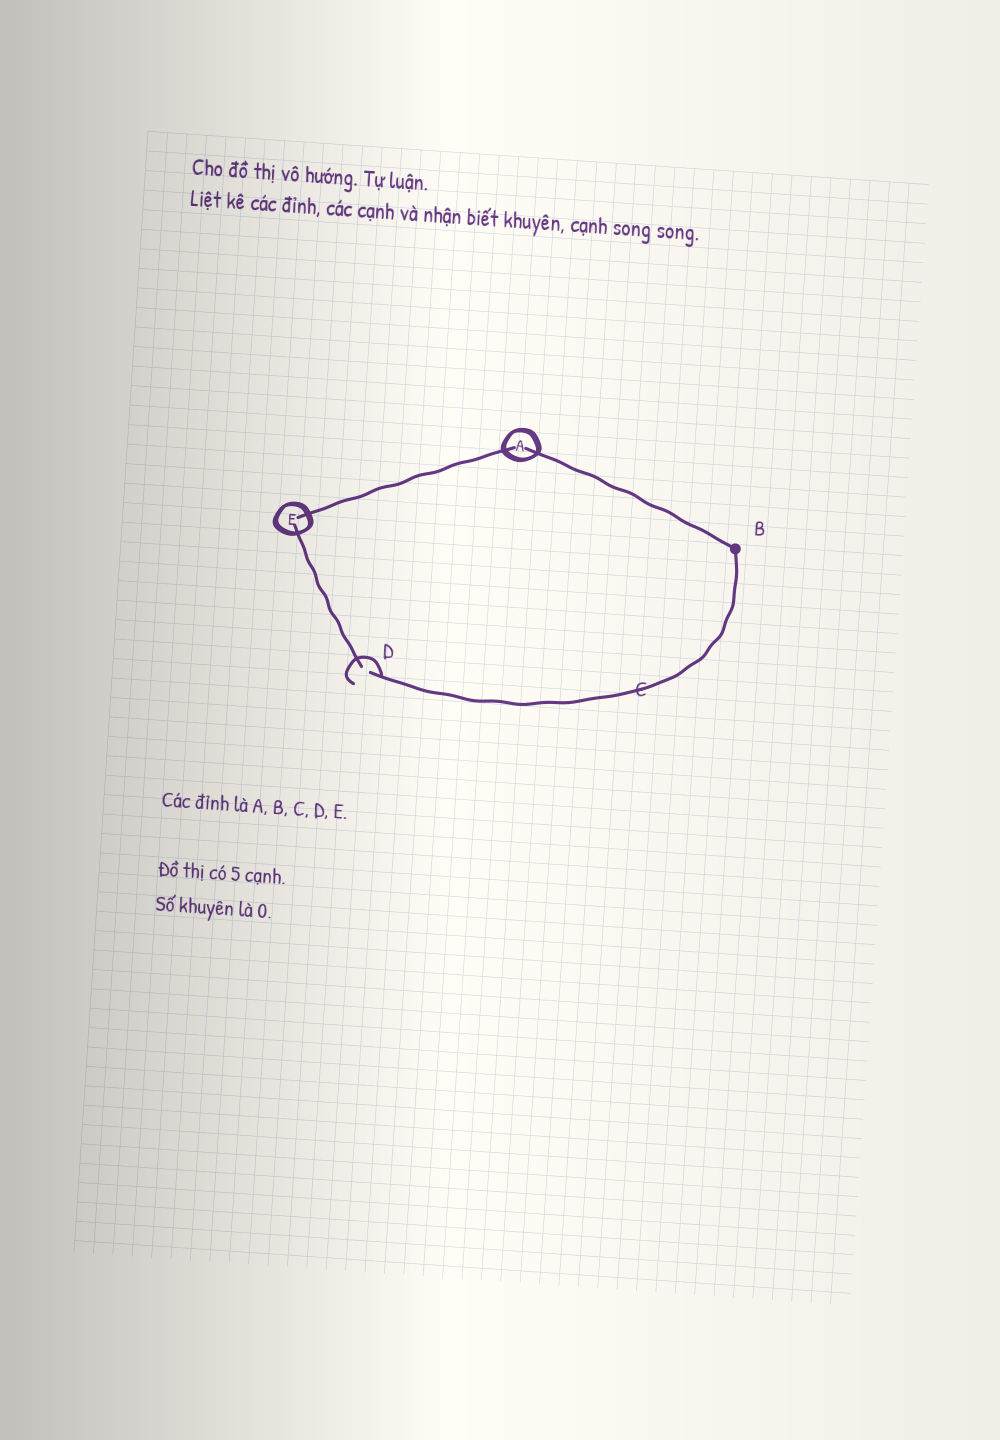 Cho đồ thị vô hướng. Tự luận.
Liệt kê các đỉnh, các cạnh và nhận biết khuyên, cạnh song song.
A
E
B
D
C
Các đỉnh là A, B, C, D, E.
Đồ thị có 5 cạnh.
Số khuyên là 0.